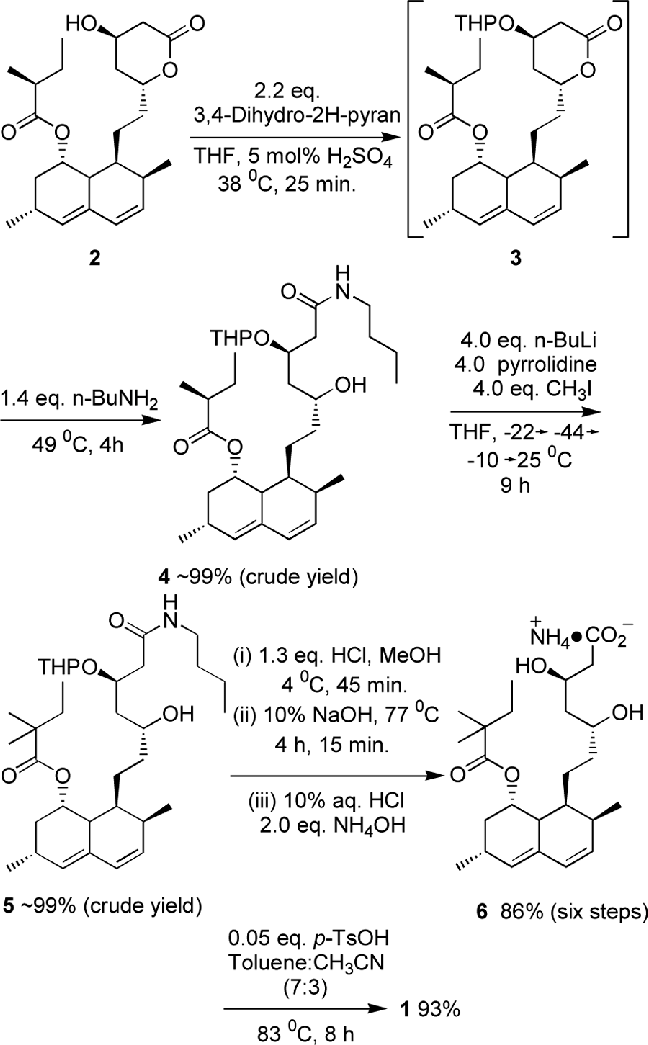 HO
O
O
O
O
2
2.2 eq.
3,4-Dihydro-2H-pyran
THF, 5 mol% H₂SO₄
38 ⁰C, 25 min.
THPO
O
O
O
O
3
1.4 eq. n-BuNH₂
49 ⁰C, 4h
O
H
N
THPO
OH
O
O
4 ~99% (crude yield)
4.0 eq. n-BuLi
4.0 pyrrolidine
4.0 eq. CH₃I
THF, -22→ -44→
-10 →25 ⁰C
9 h
O
H
N
THPO
OH
O
O
5 ~99% (crude yield)
(i) 1.3 eq. HCl, MeOH
4 ⁰C, 45 min.
(ii) 10% NaOH, 77 ⁰C
4 h, 15 min.
(iii) 10% aq. HCl
2.0 eq. NH₄OH
+
NH₄•CO₂⁻
HO
OH
O
O
6 86% (six steps)
0.05 eq. p-TsOH
Toluene:CH₃CN
(7:3)
83 ⁰C, 8 h
1 93%